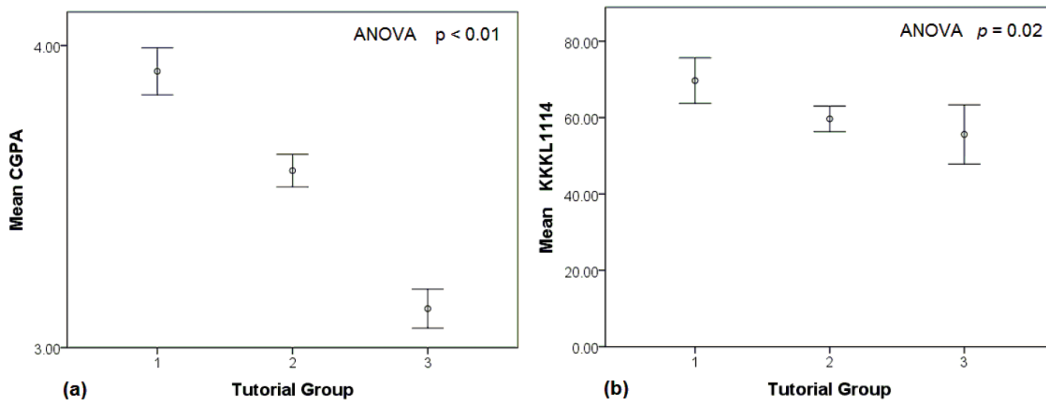 ANOVA p < 0.01
4.00
3.00
Mean CGPA
1 2 3
(a) Tutorial Group
ANOVA p = 0.02
80.00
60.00
40.00
20.00
0.00
Mean KKKL1114
1 2 3
(b) Tutorial Group